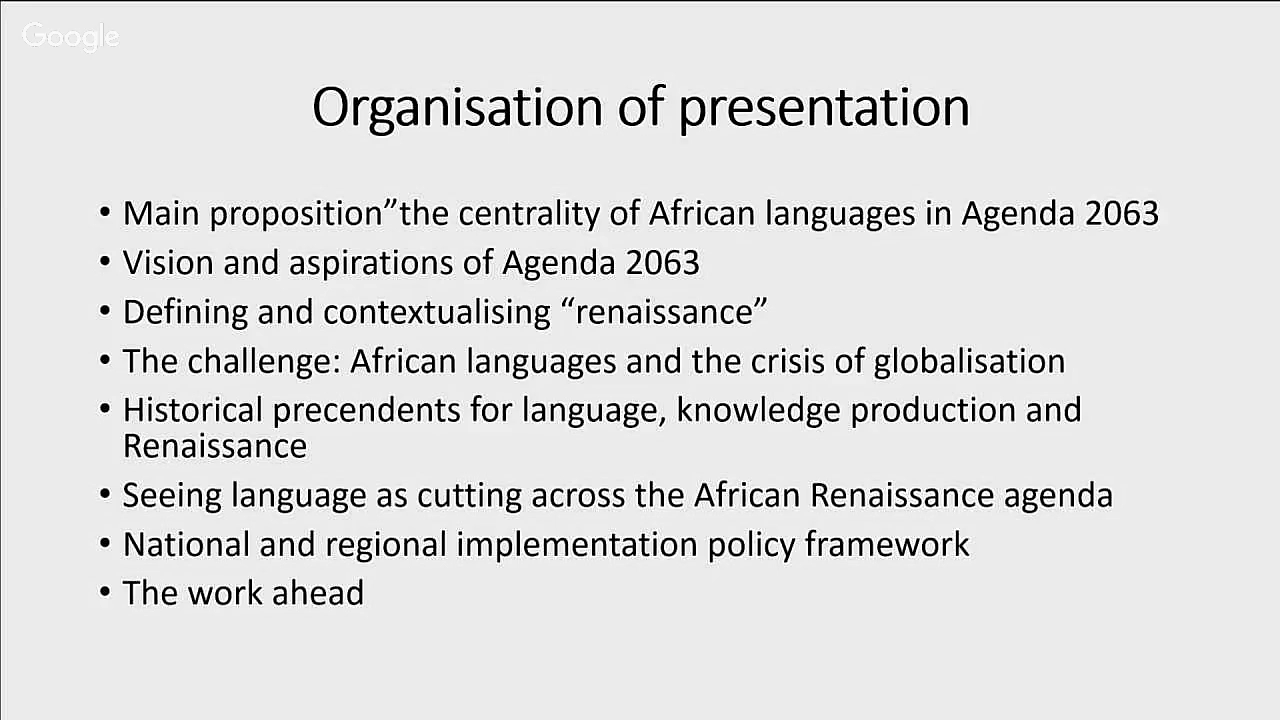 Google
Organisation of presentation
• Main proposition”the centrality of African languages in Agenda 2063
• Vision and aspirations of Agenda 2063
• Defining and contextualising “renaissance”
• The challenge: African languages and the crisis of globalisation
• Historical precendents for language, knowledge production and
Renaissance
• Seeing language as cutting across the African Renaissance agenda
• National and regional implementation policy framework
• The work ahead